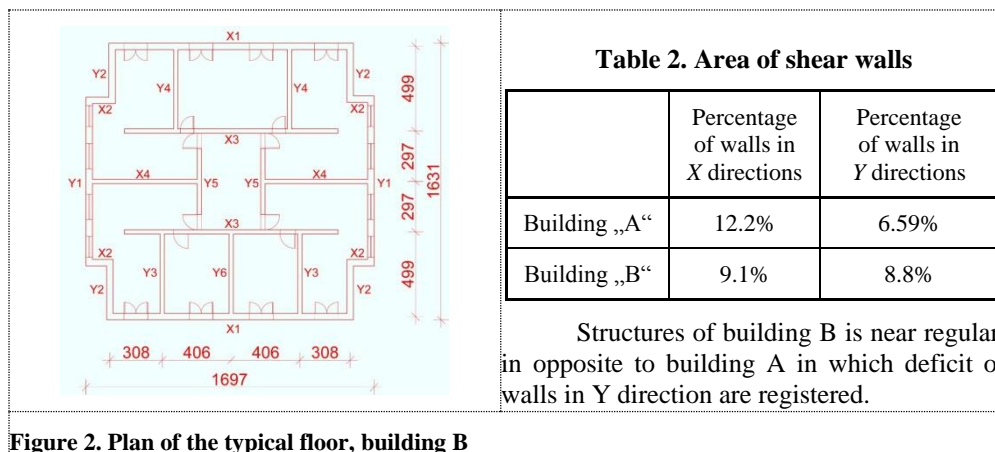 X1
Y2 Y2
Y4 Y4
X2 X2
499
X3
297
X4 X4
Y1 Y5 Y5 Y1
1631
297
X3
X2 X2
Y3 Y6 Y3
499
Y2 Y2
X1
308 406 406 308
1697
Figure 2. Plan of the typical floor, building B
Table 2. Area of shear walls
Percentage of walls in X directions
Percentage of walls in Y directions
Building „A“ 12.2% 6.59%
Building „B“ 9.1% 8.8%
Structures of building B is near regular
in opposite to building A in which deficit o
walls in Y direction are registered.